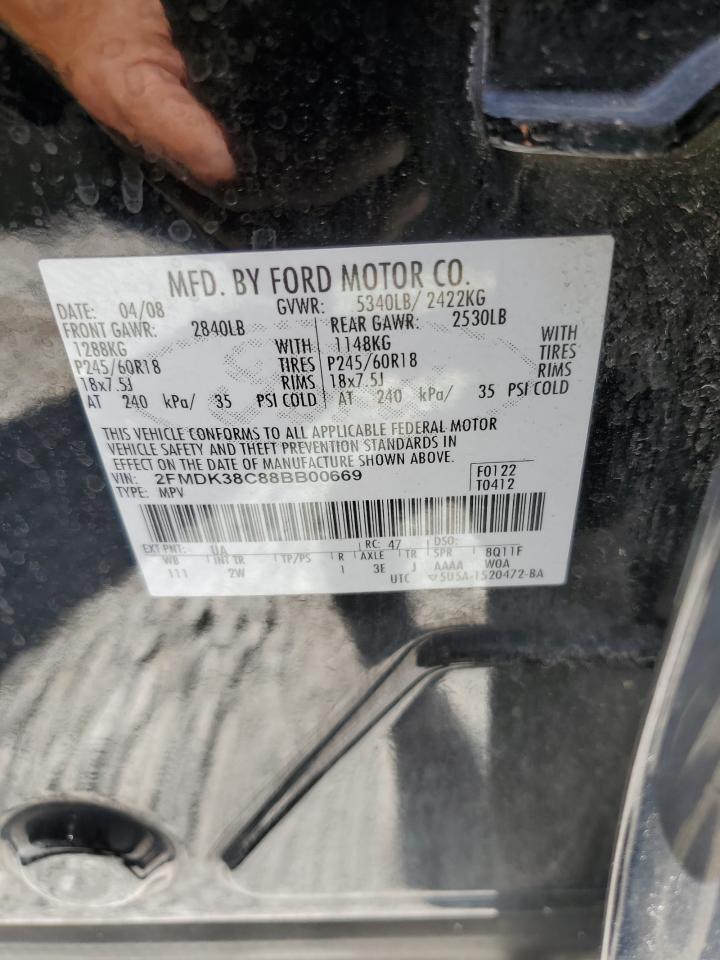 MFD. BY FORD MOTOR CO.
DATE: 04/08 GVWR: 5340LB/ 2422KG
FRONT GAWR: 2840LB REAR GAWR: 2530LB
1288KG WITH 1148KG WITH
P245/60R18 TIRES P245/60R18 TIRES
18x7.5J RIMS 18x7.5J RIMS
AT 240 kPa/ 35 PSI COLD AT 240 kPa/ 35 PSI COLD
THIS VEHICLE CONFORMS TO ALL APPLICABLE FEDERAL MOTOR
VEHICLE SAFETY AND THEFT PREVENTION STANDARDS IN
EFFECT ON THE DATE OF MANUFACTURE SHOWN ABOVE.
VIN: 2FMDK38C88BB00669 F0122
TYPE: MPV T0412
EXT PNT: UA RC: 47 DSO:
WB INT TR TP/PS R AXLE TR SPR 8Q11F
111 2W 1 3E J AAAA W0A
UTC ▽5U5A-1520472-BA